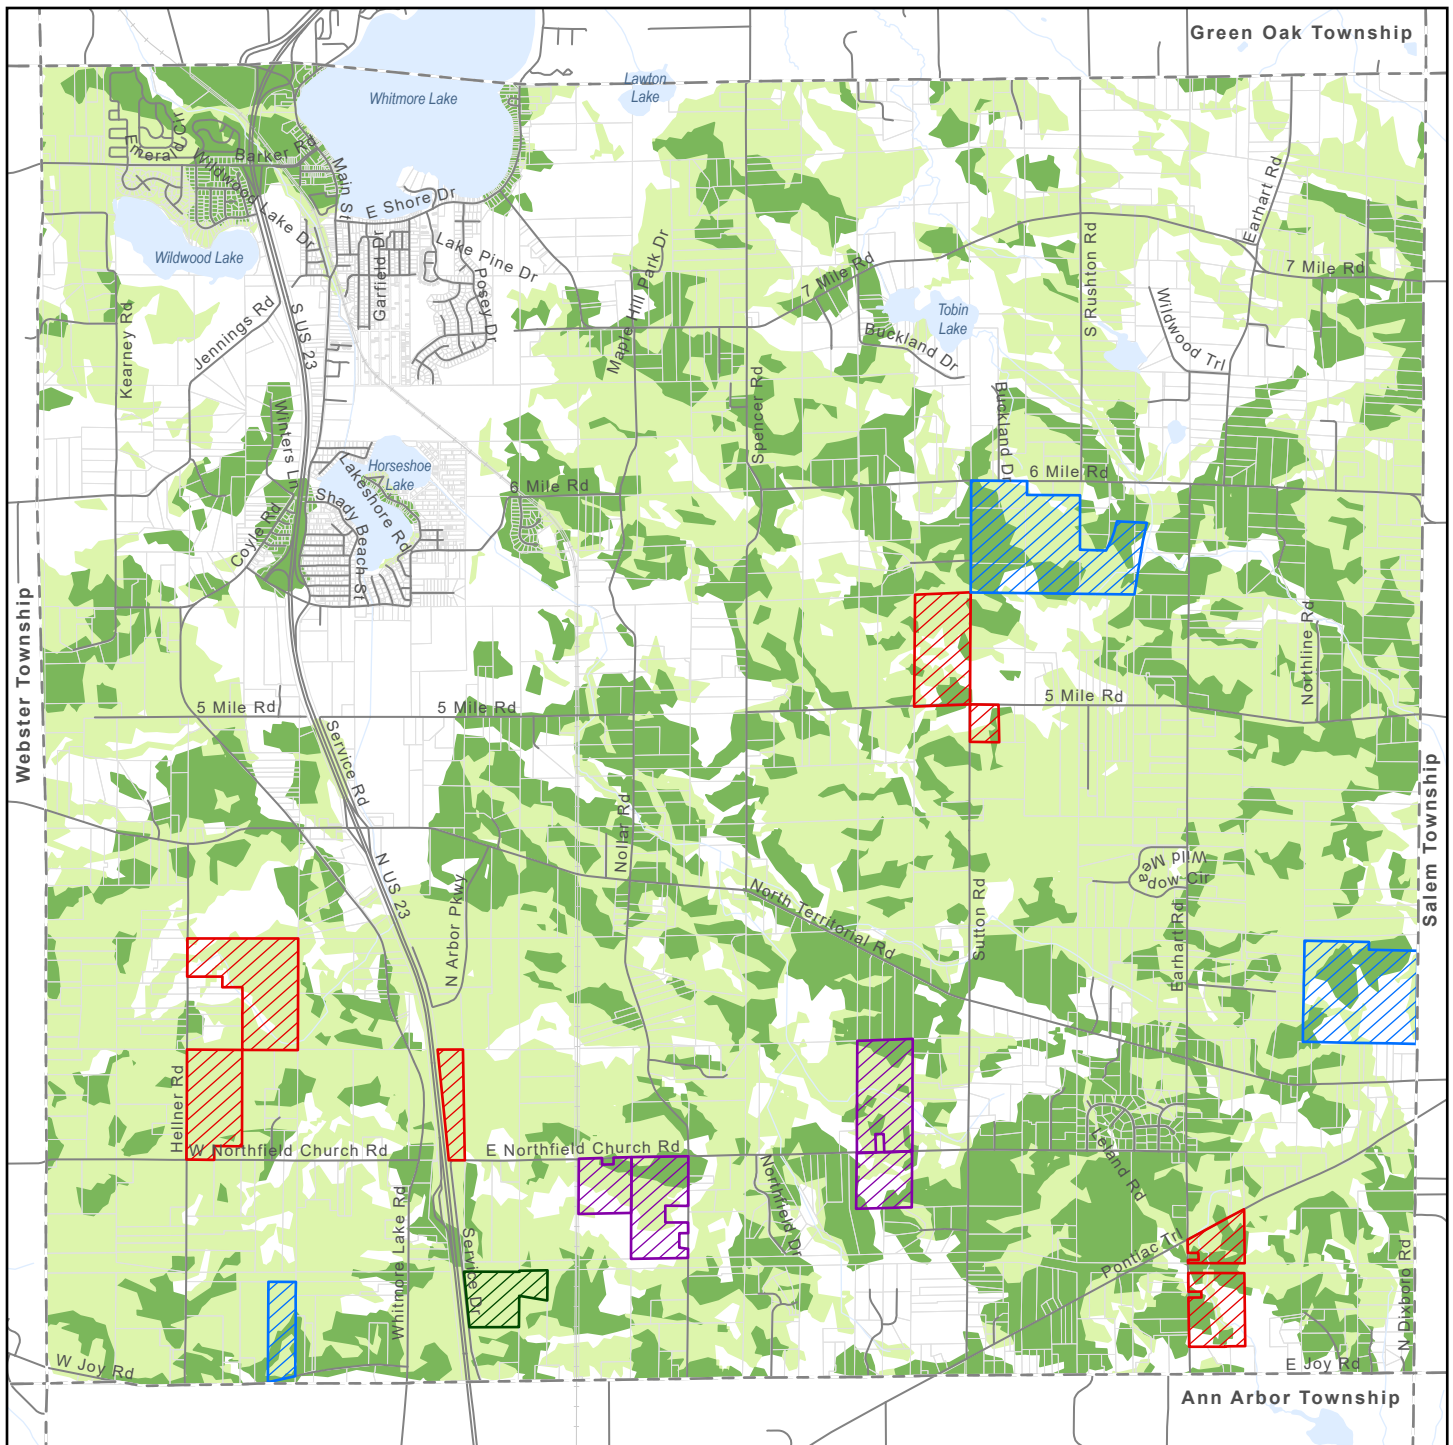 Green Oak Township
Lawton
Lake
Whitmore Lake
Emerald Cir
Barker Rd
Wildwood Lake Dr
Main St
E Shore Dr
Garfield Dr
Lake Pine Dr
Posey Dr
Maple Hill Park Dr
Wildwood Lake
Kearney Rd
Jennings Rd
S US 23
7 Mile Rd
Tobin
Lake
Buckland Dr
S Rushton Rd
Earhart Rd
7 Mile Rd
Wildwood Trl
Spencer Rd
Buckland Dr
Winters Ln
Horseshoe
Lake
Lakeshore Rd
Shady Beach St
Coyle Rd
6 Mile Rd
6 Mile Rd
Webster Township
Northline Rd
5 Mile Rd
5 Mile Rd
5 Mile Rd
Service Rd
Nollar Rd
Salem Township
N US 23
N Arbor Pkwy
North Territorial Rd
Sutton Rd
Wild Mea
dow Cir
Earhart Rd
Hellner Rd
W Northfield Church Rd
E Northfield Church Rd
Northfield Dr
Leland Rd
Whitmore Lake Rd
Service Dr
Pontiac Trl
N Dixboro Rd
W Joy Rd
E Joy Rd
Ann Arbor Township